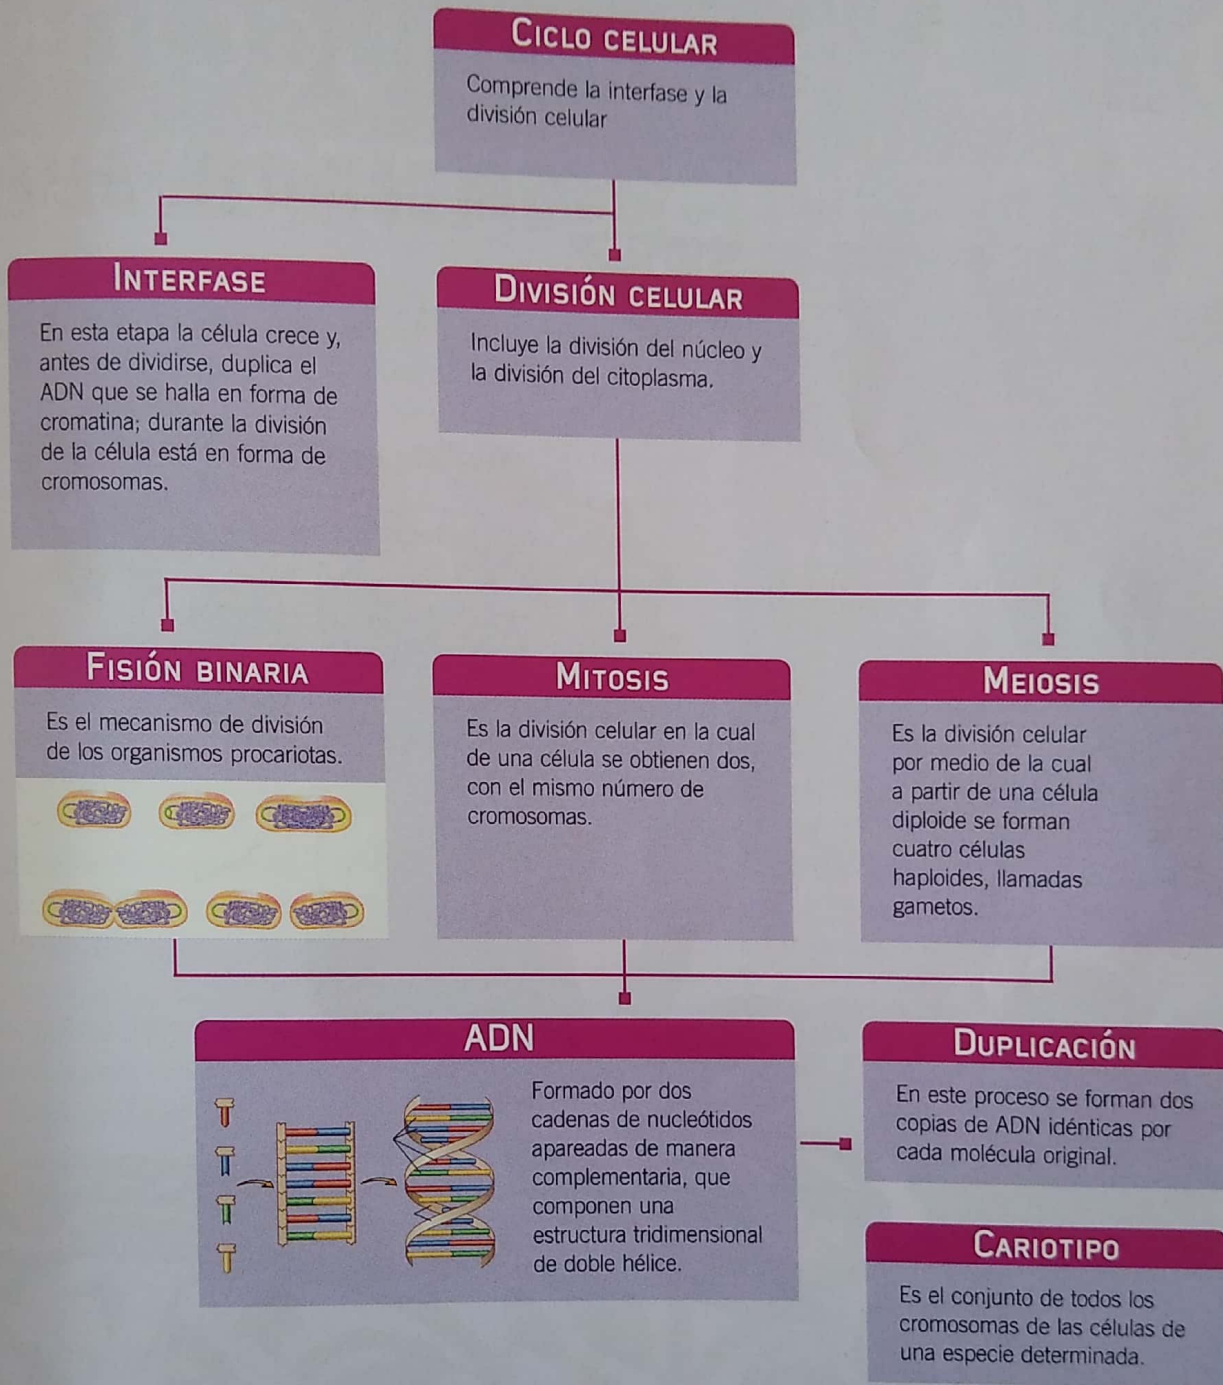 CICLO CELULAR
Comprende la interfase y la
división celular
INTERFASE
En esta etapa la célula crece y,
antes de dividirse, duplica el
ADN que se halla en forma de
cromatina; durante la división
de la célula está en forma de
cromosomas.
DIVISIÓN CELULAR
Incluye la división del núcleo y
la división del citoplasma.
FISIÓN BINARIA
Es el mecanismo de división
de los organismos procariotas.
MITOSIS
Es la división celular en la cual
de una célula se obtienen dos,
con el mismo número de
cromosomas.
MEIOSIS
Es la división celular
por medio de la cual
a partir de una célula
diploide se forman
cuatro células
haploides, llamadas
gametos.
ADN
Formado por dos
cadenas de nucleótidos
apareadas de manera
complementaria, que
componen una
estructura tridimensional
de doble hélice.
DUPLICACIÓN
En este proceso se forman dos
copias de ADN idénticas por
cada molécula original.
CARIOTIPO
Es el conjunto de todos los
cromosomas de las células de
una especie determinada.